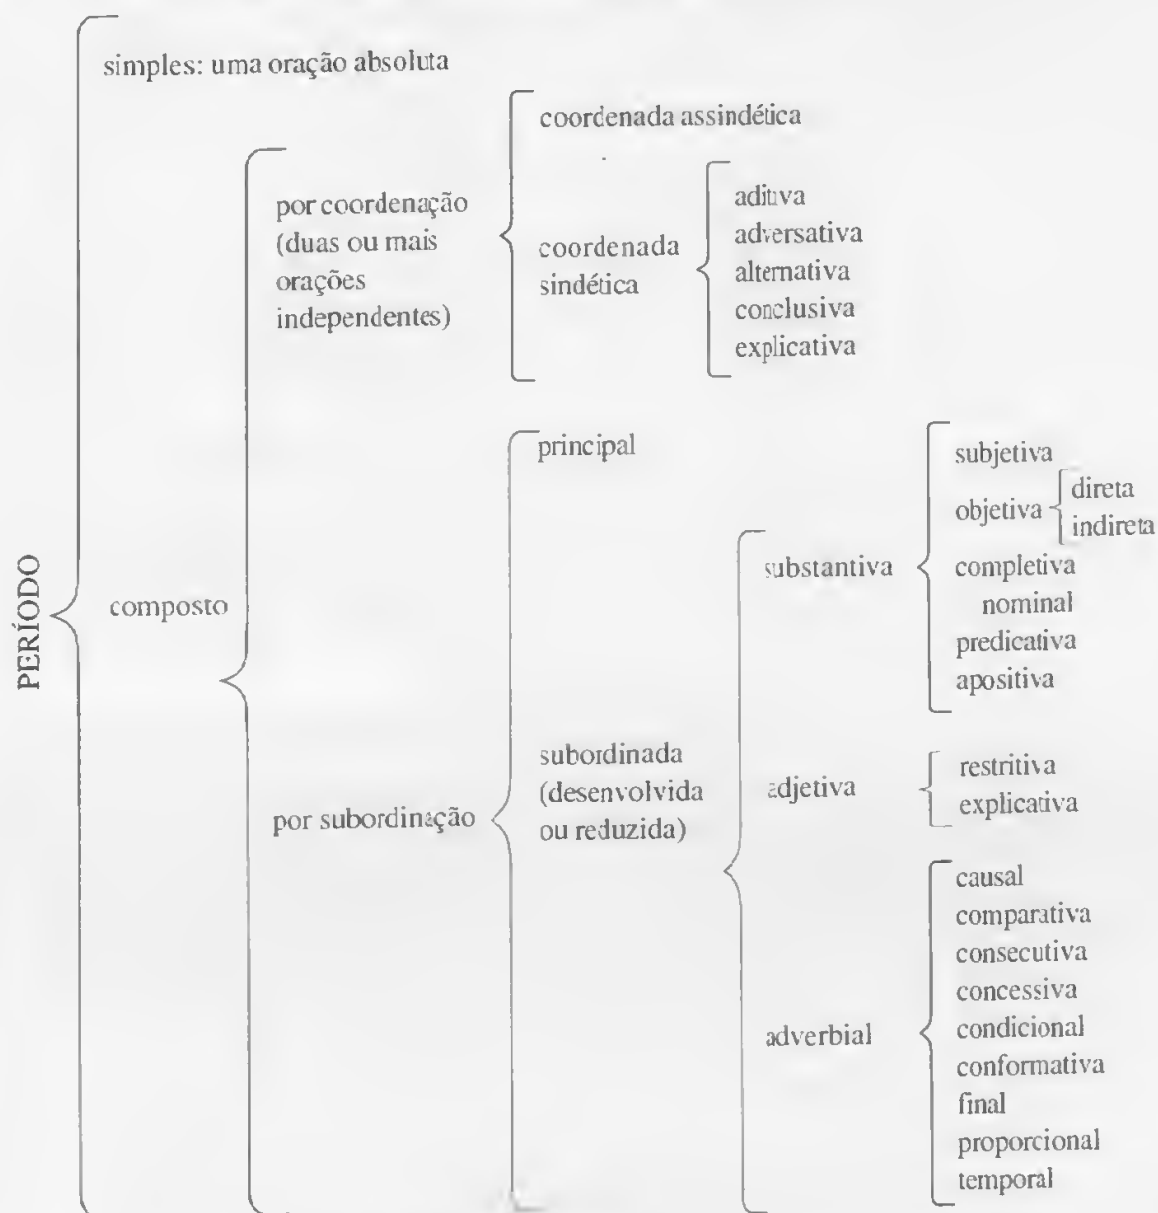 PERÍODO
simples: uma oração absoluta
composto
por coordenação
(duas ou mais
orações
independentes)
coordenada assindética
coordenada
sindética
aditiva
adversativa
alternativa
conclusiva
explicativa
por subordinação
principal
subordinada
(desenvolvida
ou reduzida)
substantiva
subjetiva
objetiva
direta
indireta
completiva
nominal
predicativa
apositiva
adjetiva
restritiva
explicativa
adverbial
causal
comparativa
consecutiva
concessiva
condicional
conformativa
final
proporcional
temporal